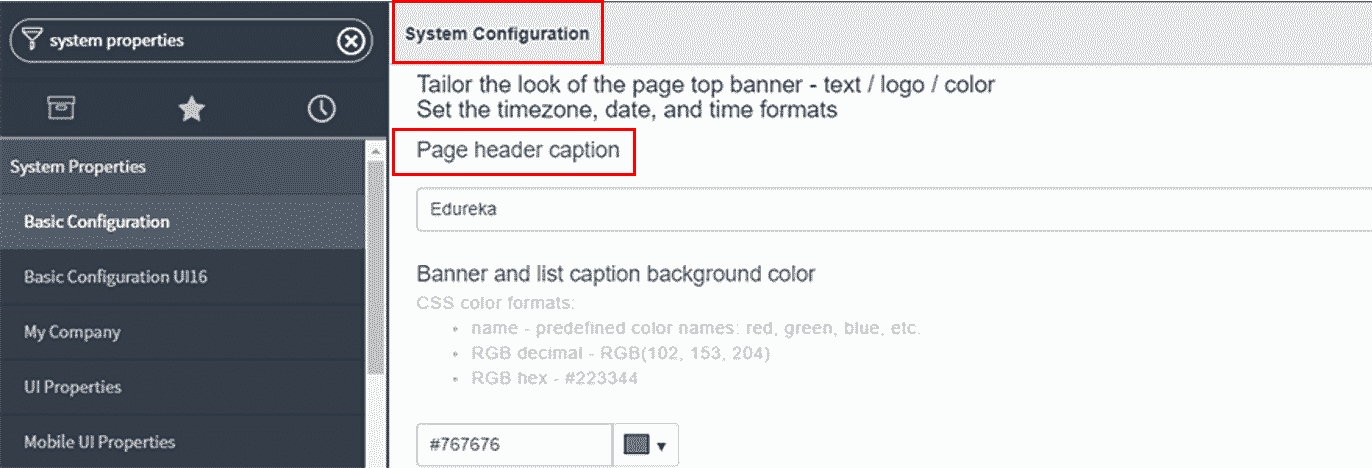 system properties
System Properties
Basic Configuration
Basic Configuration UI16
My Company
UI Properties
Mobile UI Properties
System Configuration
Tailor the look of the page top banner - text / logo / color
Set the timezone, date, and time formats
Page header caption
Edureka
Banner and list caption background color
CSS color formats:
• name - predefined color names: red, green, blue, etc.
• RGB decimal - RGB(102, 153, 204)
• RGB hex - #223344
#767676